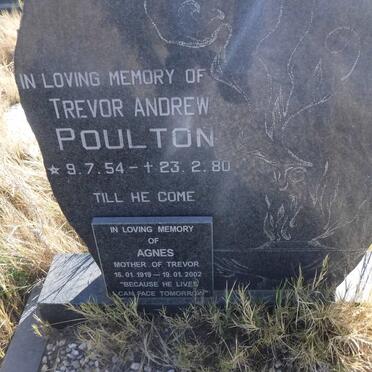 IN LOVING MEMORY OF
TREVOR ANDREW
POULTON
☆ 9.7.54 – † 23.2.80
TILL HE COME
IN LOVING MEMORY
OF
AGNES
MOTHER OF TREVOR
16.01.1919 – 19.01.2002
"BECAUSE HE LIVES
I CAN FACE TOMORROW"